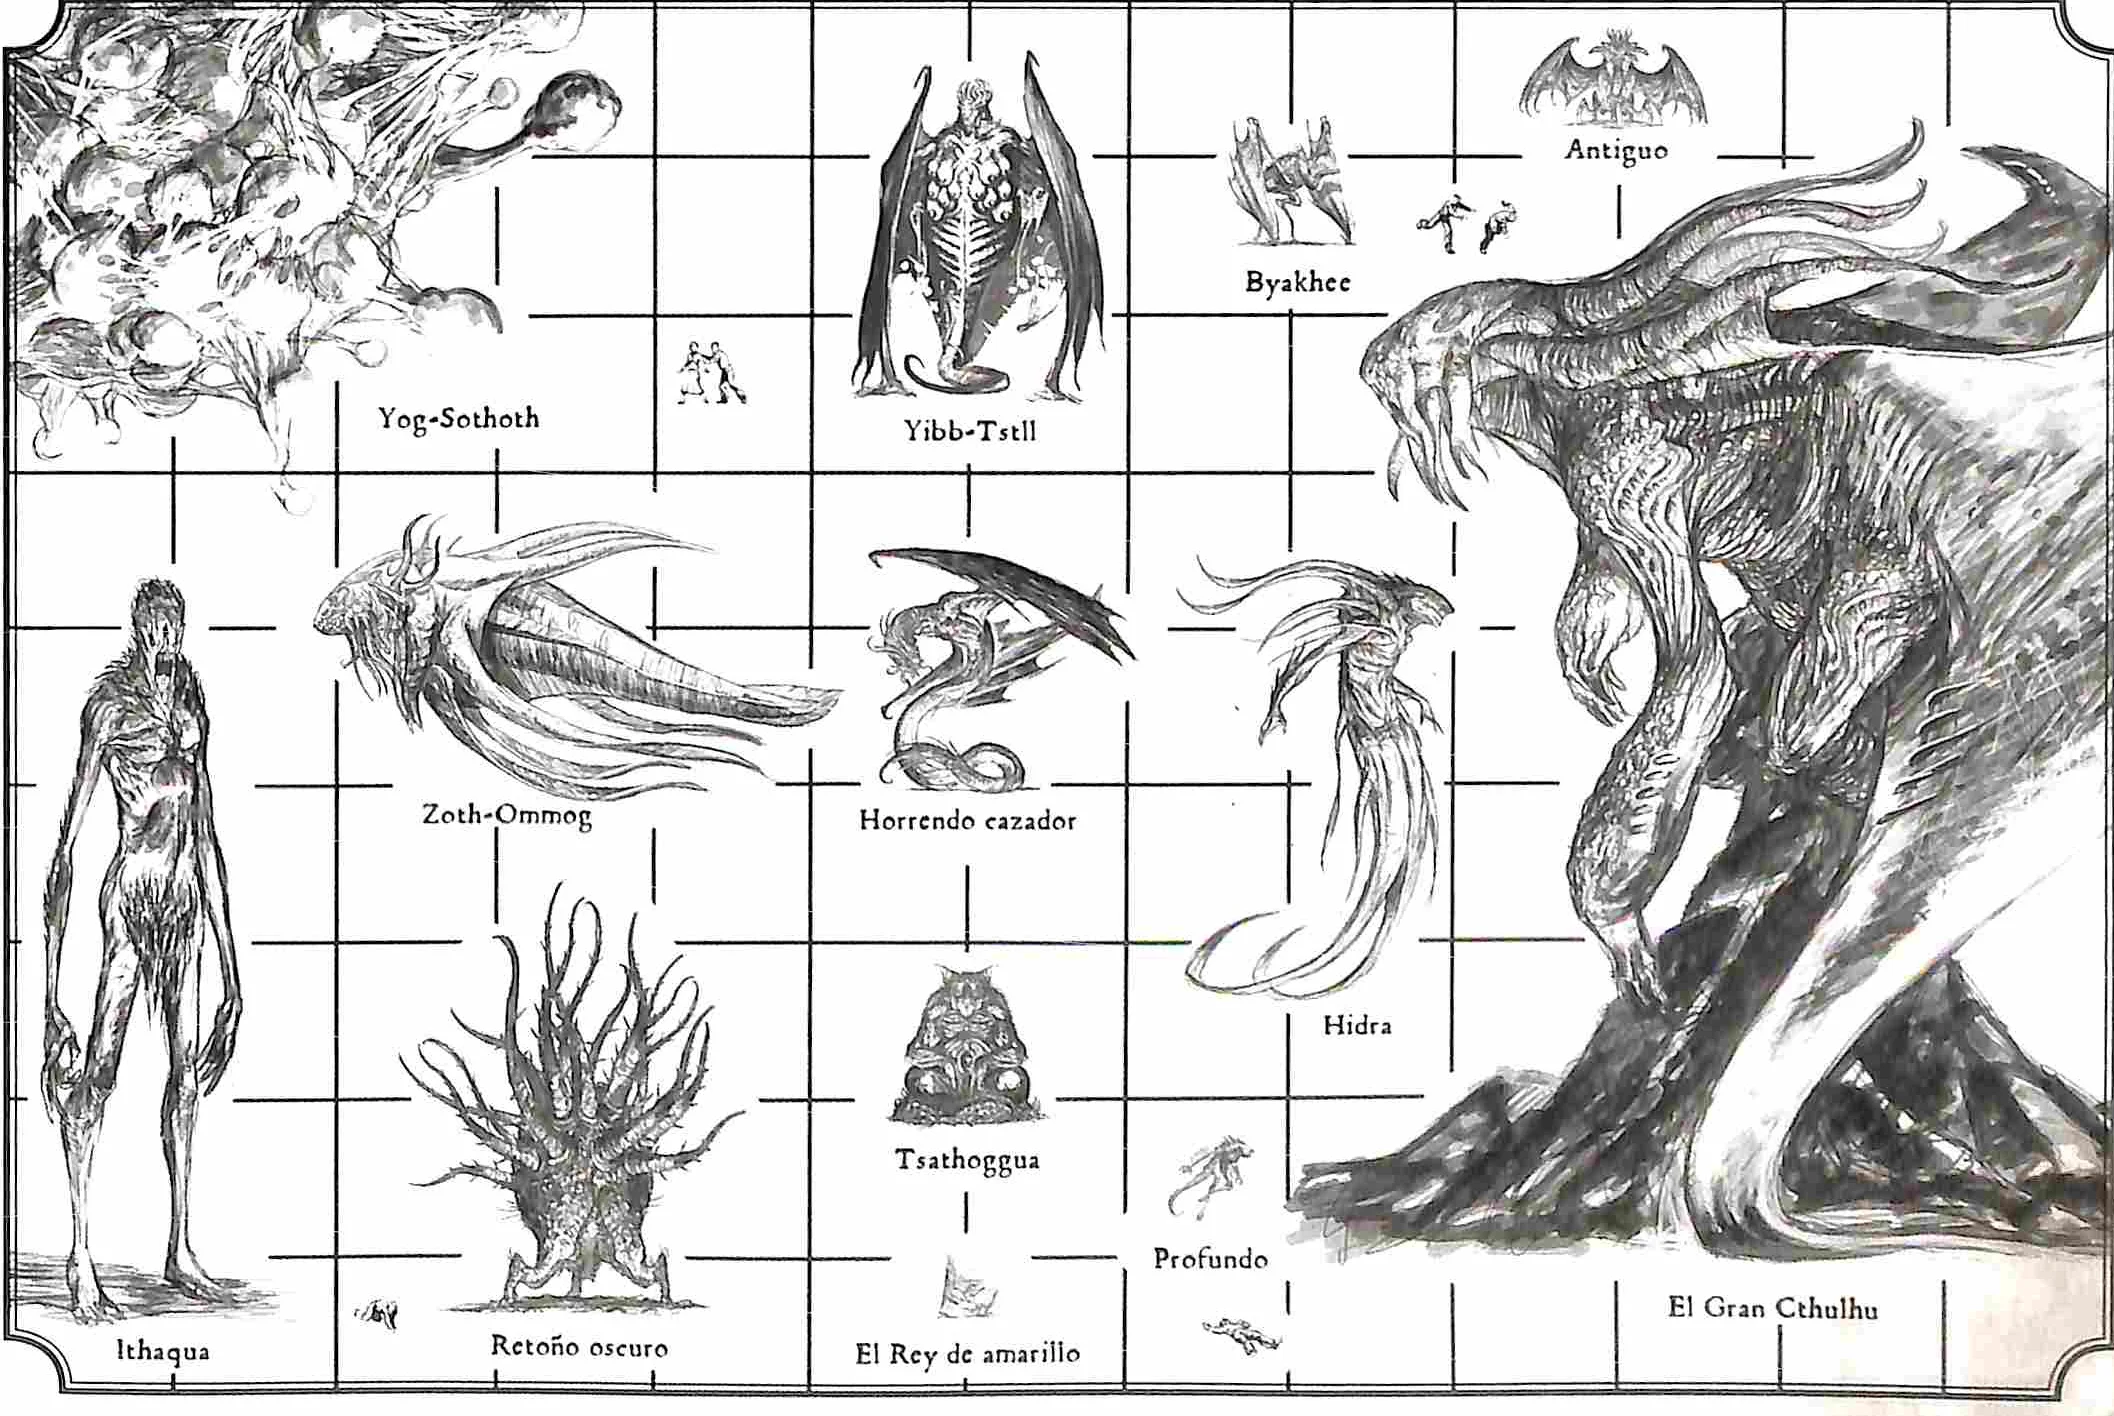 Antiguo
Byakhee
Yog-Sothoth
Yibb-Tstll
Zoth-Ommog
Horrendo cazador
Hidra
Tsathoggua
Profundo
El Gran Cthulhu
Ithaqua
Retoño oscuro
El Rey de amarillo